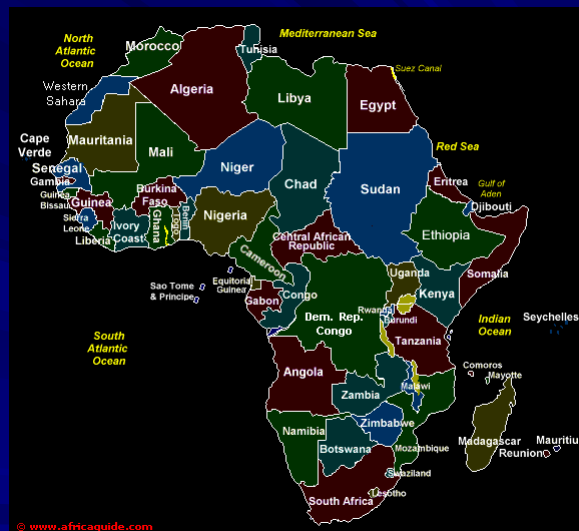 North
Atlantic
Ocean
Morocco
Mediterranean Sea
Tunisia
Suez Canal
Western
Sahara
Algeria
Libya
Egypt
Mauritania
Cape
Verde
Mali
Red Sea
Senegal
Niger
Gambia
Chad
Sudan
Eritrea
Gulf of
Aden
Guinea
Bissau
Guinea
Burkina
Faso
Djibouti
Sierra
Leone
Ivory
Coast
Ghana
Togo
Benin
Nigeria
Liberia
Central African
Republic
Ethiopia
Cameroon
Somalia
Sao Tome
& Principe
Equitorial
Guinea
Gabon
Congo
Uganda
Kenya
Dem. Rep.
Congo
Rwanda
Burundi
Indian
Ocean
Seychelles
South
Atlantic
Ocean
Tanzania
Comoros
Mayotte
Angola
Zambia
Malawi
Namibia
Zimbabwe
Botswana
Mozambique
Madagascar
Reunion
Mauritiu
Swaziland
Lesotho
South Africa
© www.africaguide.com